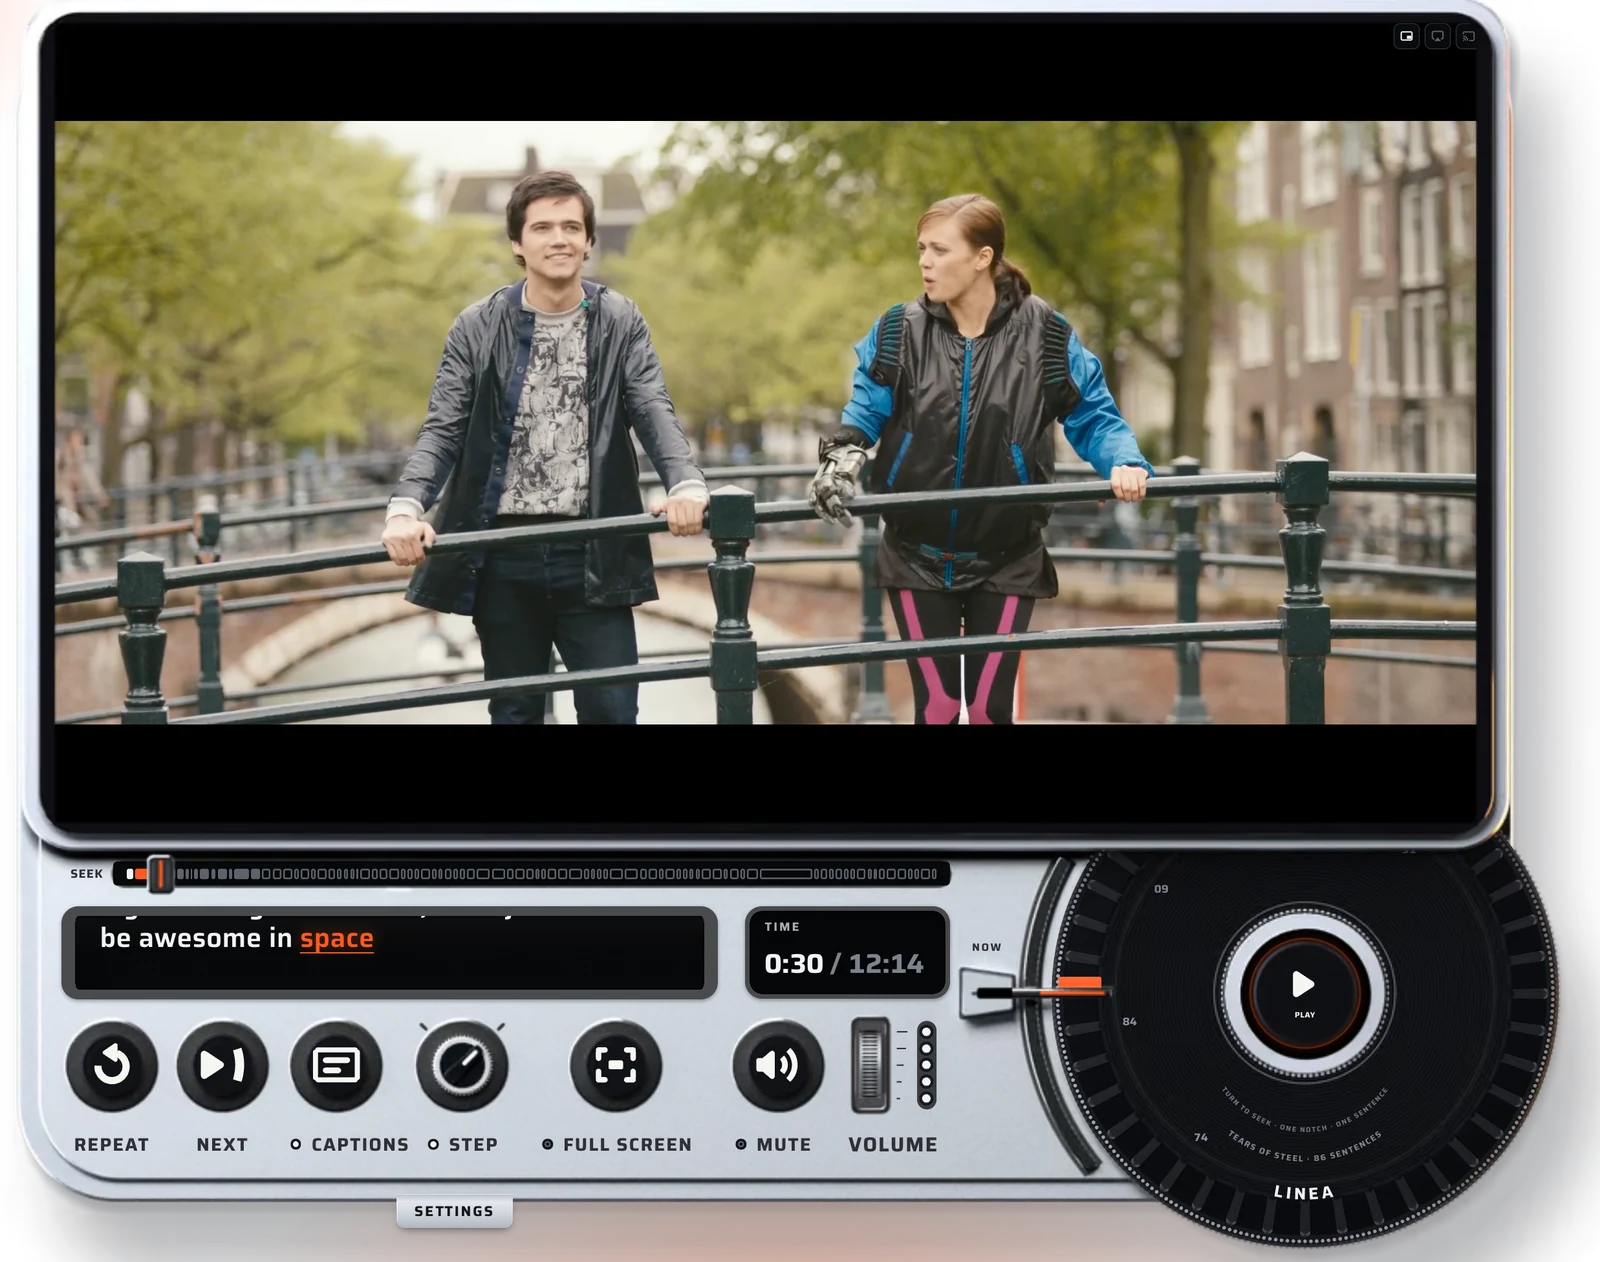 SEEK
be awesome in space
TIME
0:30 / 12:14
NOW
09
84
74
PLAY
TURN TO SEEK · ONE NOTCH · ONE SENTENCE
TEARS OF STEEL · 86 SENTENCES
LINEA
REPEAT
NEXT
CAPTIONS
STEP
FULL SCREEN
MUTE
VOLUME
SETTINGS